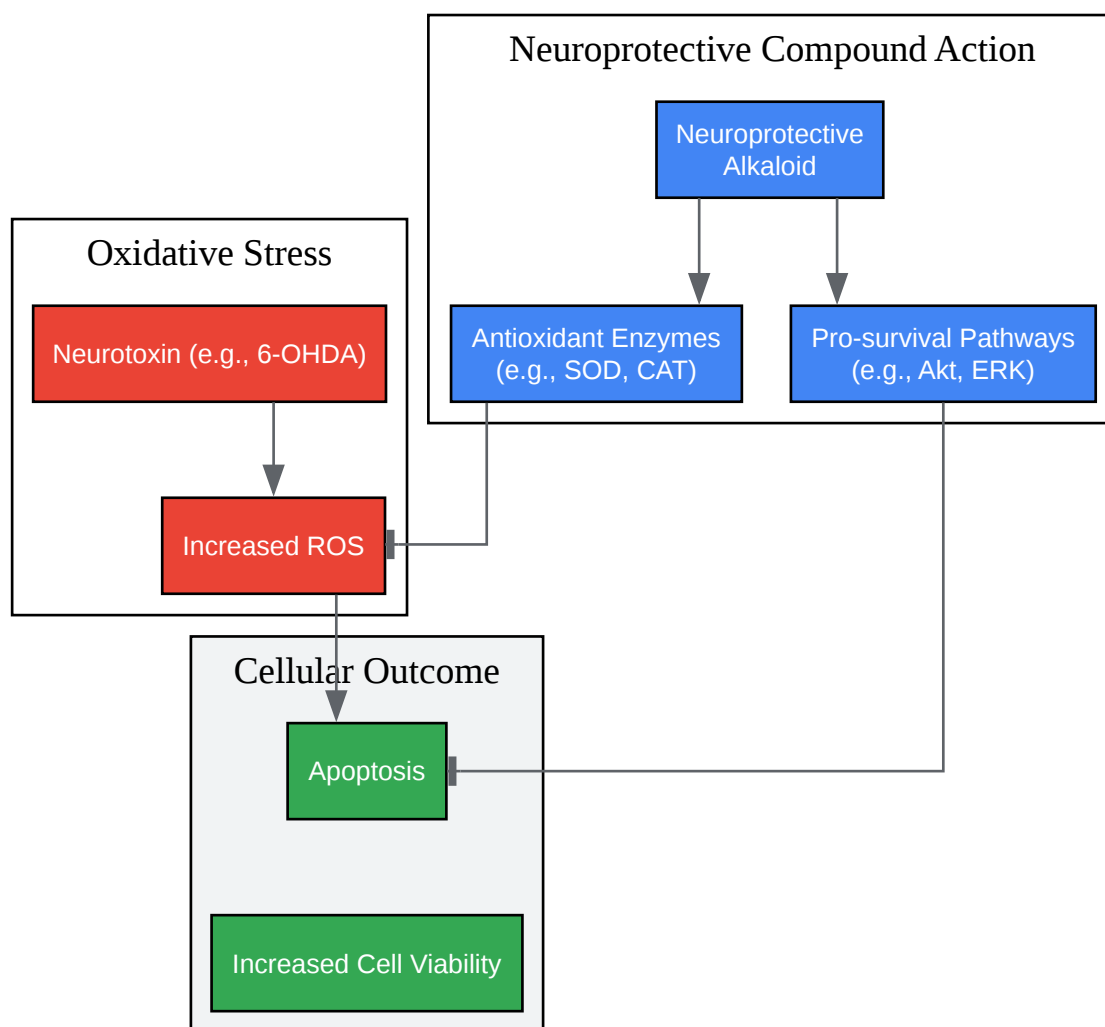 Neuroprotective Compound Action
Neuroprotective
Alkaloid
Oxidative Stress
Neurotoxin (e.g., 6-OHDA)
Antioxidant Enzymes
(e.g., SOD, CAT)
Pro-survival Pathways
(e.g., Akt, ERK)
Increased ROS
Cellular Outcome
Apoptosis
Increased Cell Viability